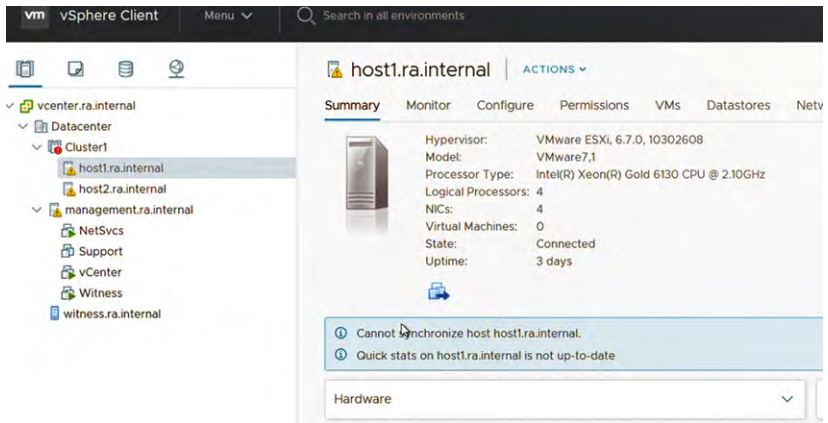 vm vSphere Client Menu Search in all environments
vcenter.ra.internal
Datacenter
Cluster1
host1.ra.internal
host2.ra.internal
management.ra.internal
NetSvcs
Support
vCenter
Witness
witness.ra.internal
host1.ra.internal ACTIONS
Summary Monitor Configure Permissions VMs Datastores Netw
Hypervisor: VMware ESXi, 6.7.0, 10302608
Model: VMware7,1
Processor Type: Intel(R) Xeon(R) Gold 6130 CPU @ 2.10GHz
Logical Processors: 4
NICs: 4
Virtual Machines: 0
State: Connected
Uptime: 3 days
Cannot synchronize host host1.ra.internal.
Quick stats on host1.ra.internal is not up-to-date
Hardware